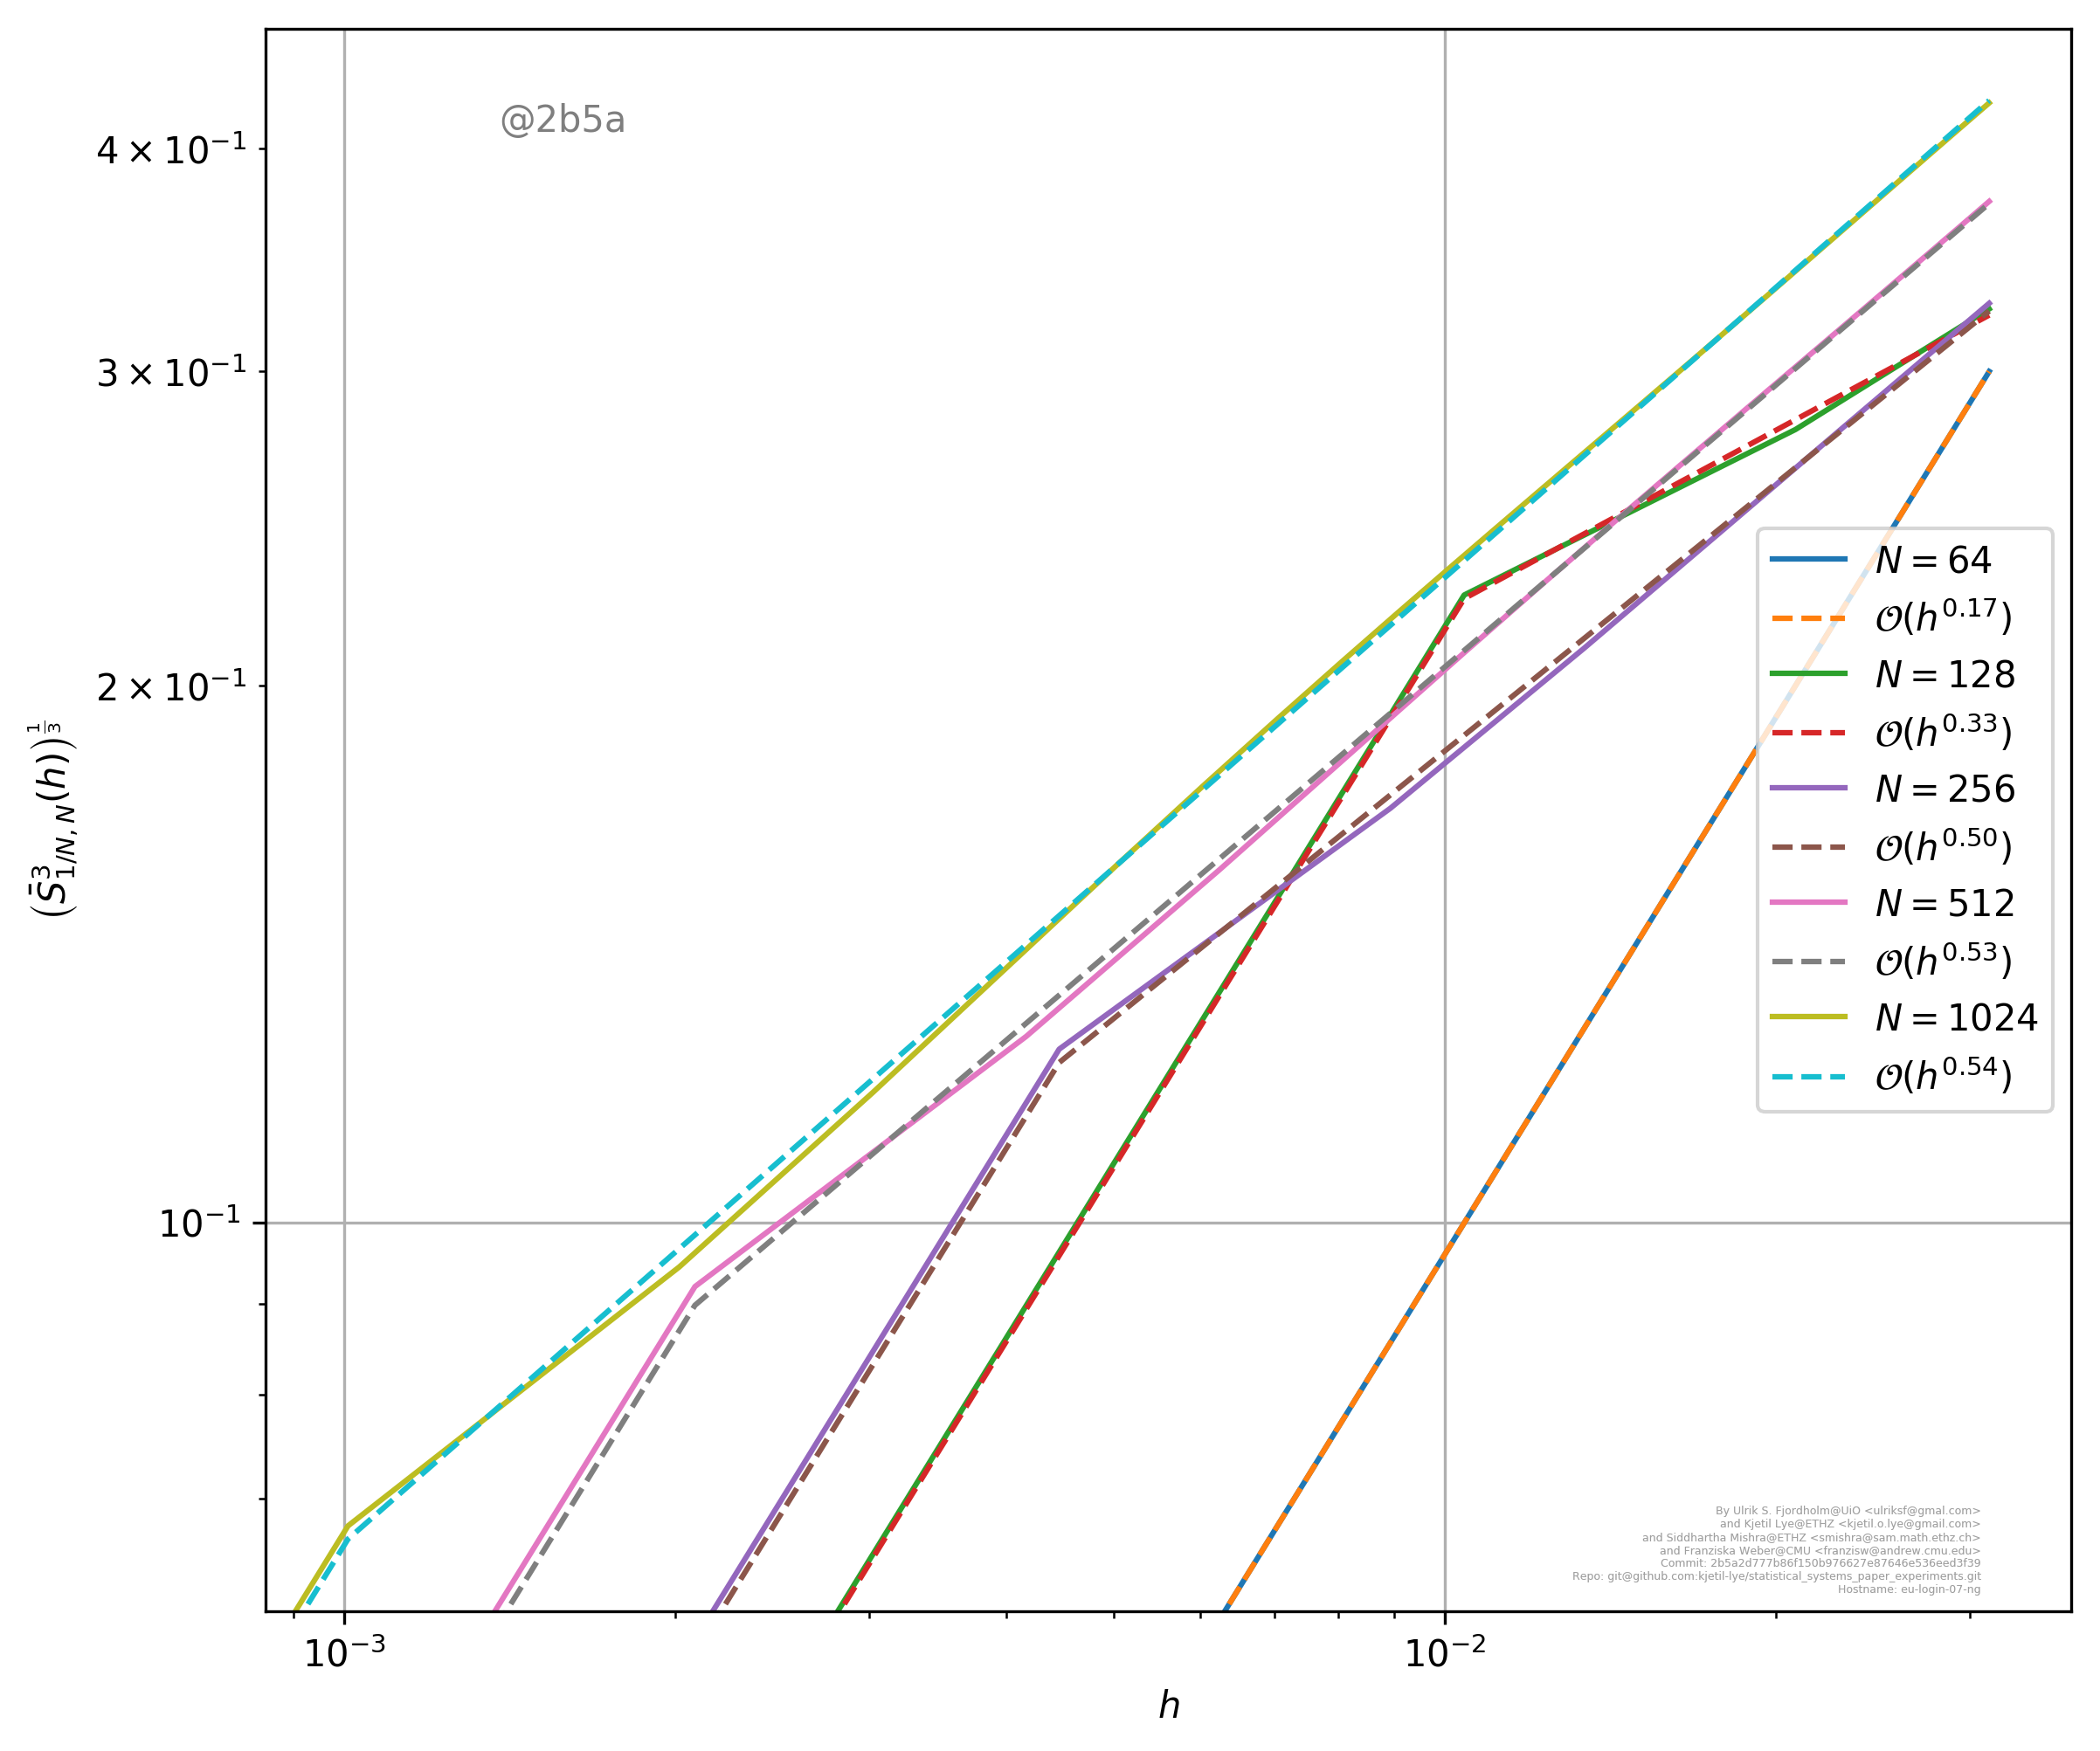 @2b5a
4 × 10⁻¹
3 × 10⁻¹
2 × 10⁻¹
10⁻¹
(S̄³₁/N,N(h))^⅓
N = 64
𝒪(h^0.17)
N = 128
𝒪(h^0.33)
N = 256
𝒪(h^0.50)
N = 512
𝒪(h^0.53)
N = 1024
𝒪(h^0.54)
By Ulrik S. Fjordholm@UiO <ulriksf@gmal.com>
and Kjetil Lye@ETHZ <kjetil.o.lye@gmail.com>
and Siddhartha Mishra@ETHZ <smishra@sam.math.ethz.ch>
and Franziska Weber@CMU <franzisw@andrew.cmu.edu>
Commit: 2b5a2d777b86f150b976627e87646e536eed3f39
Repo: git@github.com:kjetil-lye/statistical_systems_paper_experiments.git
Hostname: eu-login-07-ng
10⁻³
10⁻²
h